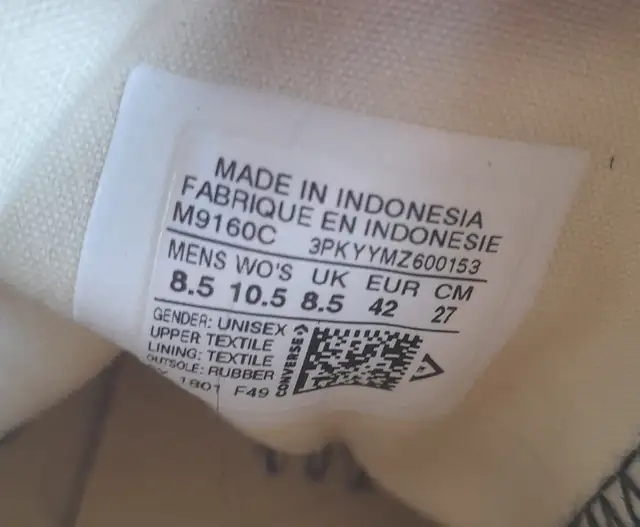 MADE IN INDONESIA
FABRIQUE EN INDONESIE
M9160C 3PKYYMZ600153
MENS WO'S UK EUR CM
8.5 10.5 8.5 42 27
GENDER: UNISEX
UPPER TEXTILE
LINING: TEXTILE
OUTSOLE: RUBBER
1801 F49
CONVERSE